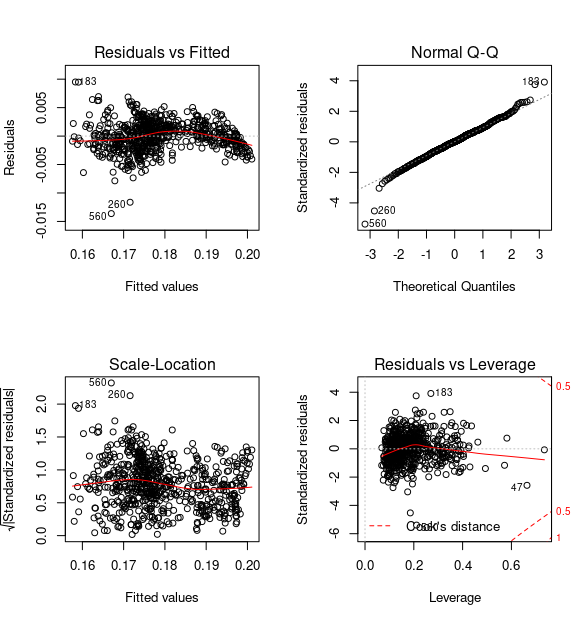 Residuals vs Fitted
Residuals
0.005
-0.005
-0.015
183
260
560
0.16 0.17 0.18 0.19 0.20
Fitted values
Normal Q-Q
Standardized residuals
4
2
0
-2
-4
183
260
560
-3 -2 -1 0 1 2 3
Theoretical Quantiles
Scale-Location
√|Standardized residuals|
2.0
1.5
1.0
0.5
0.0
560
260
183
0.16 0.17 0.18 0.19 0.20
Fitted values
Residuals vs Leverage
Standardized residuals
4
2
0
-2
-4
-6
183
47
Cook's distance
0.5
0.5
1
0.0 0.2 0.4 0.6
Leverage